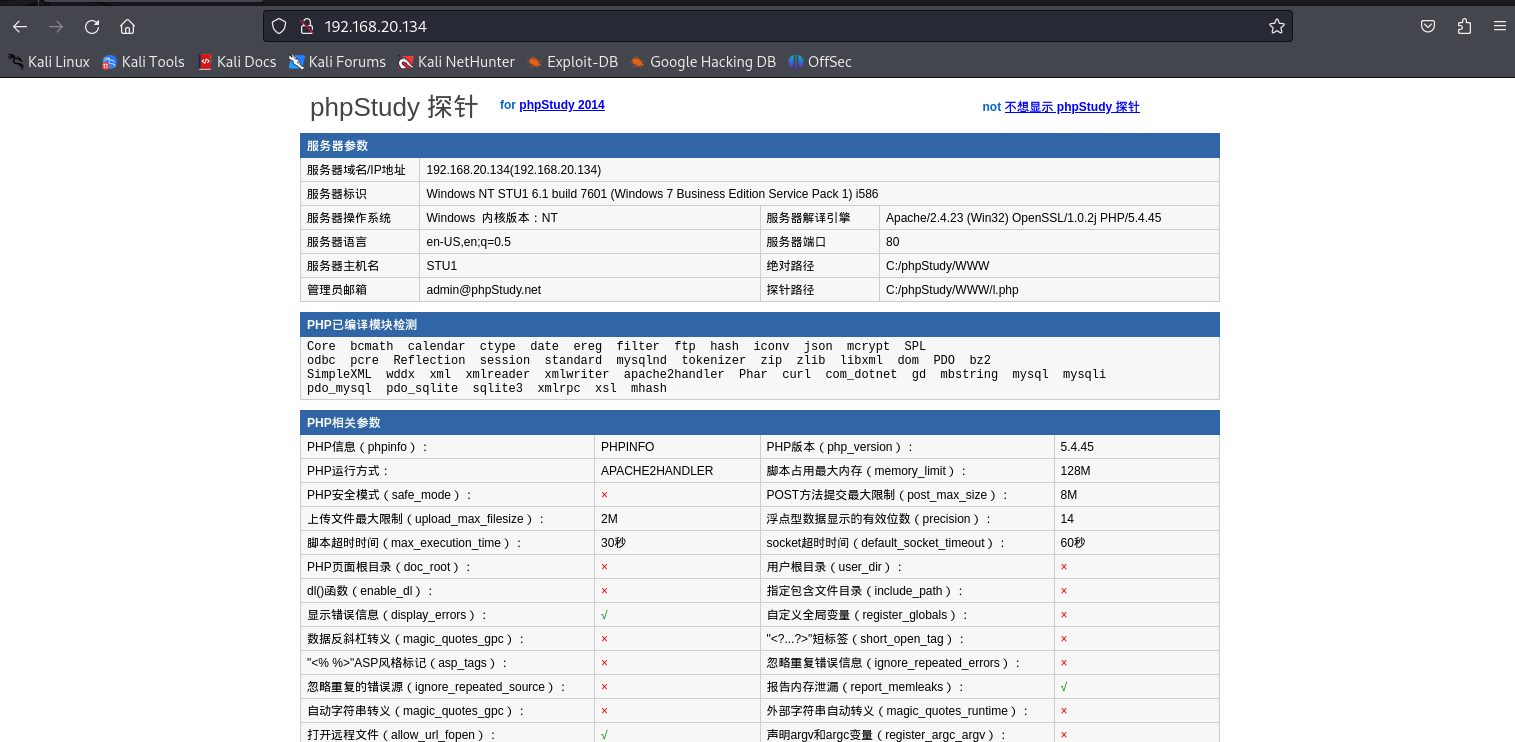 192.168.20.134
Kali Linux Kali Tools Kali Docs Kali Forums Kali NetHunter Exploit-DB Google Hacking DB OffSec
phpStudy 探针 for phpStudy 2014 not 不想显示 phpStudy 探针
服务器参数
服务器域名/IP地址 192.168.20.134(192.168.20.134)
服务器标识 Windows NT STU1 6.1 build 7601 (Windows 7 Business Edition Service Pack 1) i586
服务器操作系统 Windows 内核版本：NT 服务器解译引擎 Apache/2.4.23 (Win32) OpenSSL/1.0.2j PHP/5.4.45
服务器语言 en-US,en;q=0.5 服务器端口 80
服务器主机名 STU1 绝对路径 C:/phpStudy/WWW
管理员邮箱 admin@phpStudy.net 探针路径 C:/phpStudy/WWW/l.php
PHP已编译模块检测
Core bcmath calendar ctype date ereg filter ftp hash iconv json mcrypt SPL
odbc pcre Reflection session standard mysqlnd tokenizer zip zlib libxml dom PDO bz2
SimpleXML wddx xml xmlreader xmlwriter apache2handler Phar curl com_dotnet gd mbstring mysql mysqli
pdo_mysql pdo_sqlite sqlite3 xmlrpc xsl mhash
PHP相关参数
PHP信息（phpinfo）： PHPINFO PHP版本（php_version）： 5.4.45
PHP运行方式： APACHE2HANDLER 脚本占用最大内存（memory_limit）： 128M
PHP安全模式（safe_mode）： × POST方法提交最大限制（post_max_size）： 8M
上传文件最大限制（upload_max_filesize）： 2M 浮点型数据显示的有效位数（precision）： 14
脚本超时时间（max_execution_time）： 30秒 socket超时时间（default_socket_timeout）： 60秒
PHP页面根目录（doc_root）： × 用户根目录（user_dir）： ×
dl()函数（enable_dl）： × 指定包含文件目录（include_path）： ×
显示错误信息（display_errors）： √ 自定义全局变量（register_globals）： ×
数据反斜杠转义（magic_quotes_gpc）： × "<?...?>"短标签（short_open_tag）： ×
"<% %>"ASP风格标记（asp_tags）： × 忽略重复错误信息（ignore_repeated_errors）： ×
忽略重复的错误源（ignore_repeated_source）： × 报告内存泄漏（report_memleaks）： √
自动字符串转义（magic_quotes_gpc）： × 外部字符串自动转义（magic_quotes_runtime）： ×
打开远程文件（allow_url_fopen）： √ 声明argv和argc变量（register_argc_argv）： ×